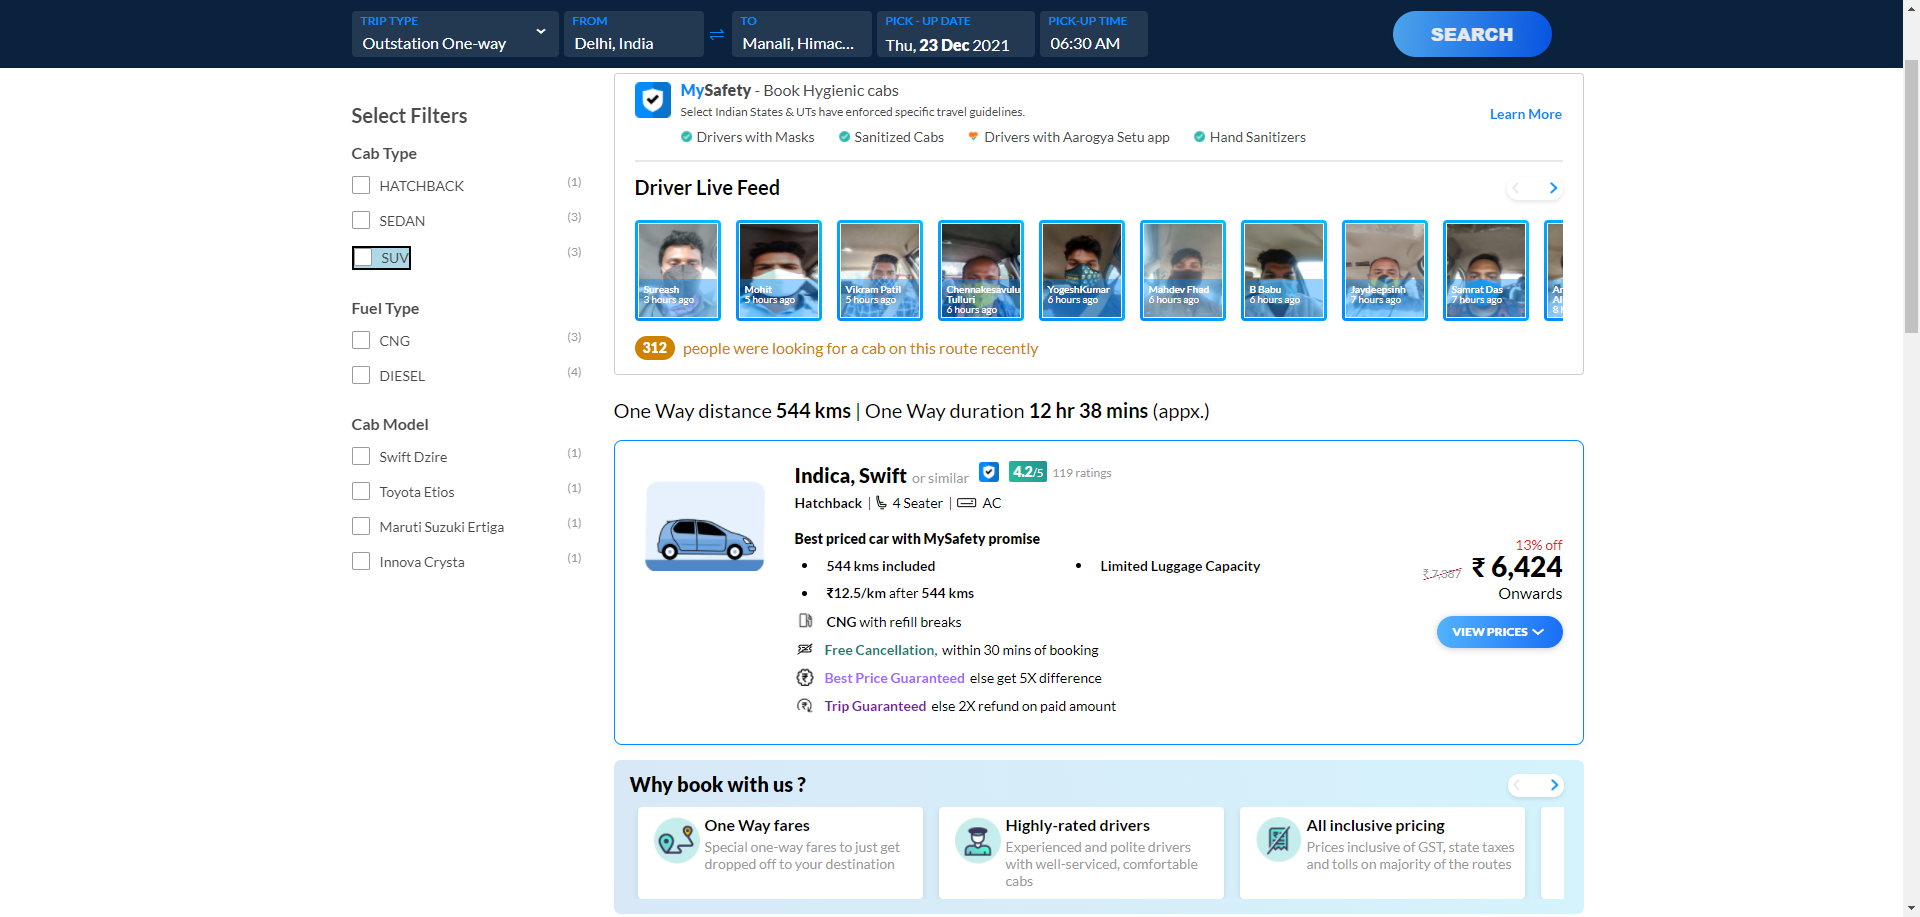 TRIP TYPE
Outstation One-way
FROM
Delhi, India
TO
Manali, Himac...
PICK - UP DATE
Thu, 23 Dec 2021
PICK-UP TIME
06:30 AM
SEARCH
Select Filters
Cab Type
HATCHBACK (1)
SEDAN (3)
SUV (3)
Fuel Type
CNG (3)
DIESEL (4)
Cab Model
Swift Dzire (1)
Toyota Etios (1)
Maruti Suzuki Ertiga (1)
Innova Crysta (1)
MySafety - Book Hygienic cabs
Select Indian States & UTs have enforced specific travel guidelines.
Learn More
Drivers with Masks Sanitized Cabs Drivers with Aarogya Setu app Hand Sanitizers
Driver Live Feed
Sureash
3 hours ago
Mohit
5 hours ago
Vikram Patil
5 hours ago
Chennakesavulu
Tulluri
6 hours ago
YogeshKumar
6 hours ago
Mahdev Fhad
6 hours ago
B Babu
6 hours ago
Jaydeepsinh
7 hours ago
Samrat Das
7 hours ago
312 people were looking for a cab on this route recently
One Way distance 544 kms | One Way duration 12 hr 38 mins (appx.)
Indica, Swift or similar 4.2/5 119 ratings
Hatchback | 4 Seater | AC
Best priced car with MySafety promise
• 544 kms included
• Limited Luggage Capacity
• ₹12.5/km after 544 kms
CNG with refill breaks
Free Cancellation, within 30 mins of booking
Best Price Guaranteed else get 5X difference
Trip Guaranteed else 2X refund on paid amount
13% off
₹ 7,387 ₹ 6,424
Onwards
VIEW PRICES
Why book with us ?
One Way fares
Special one-way fares to just get
dropped off to your destination
Highly-rated drivers
Experienced and polite drivers
with well-serviced, comfortable
cabs
All inclusive pricing
Prices inclusive of GST, state taxes
and tolls on majority of the routes